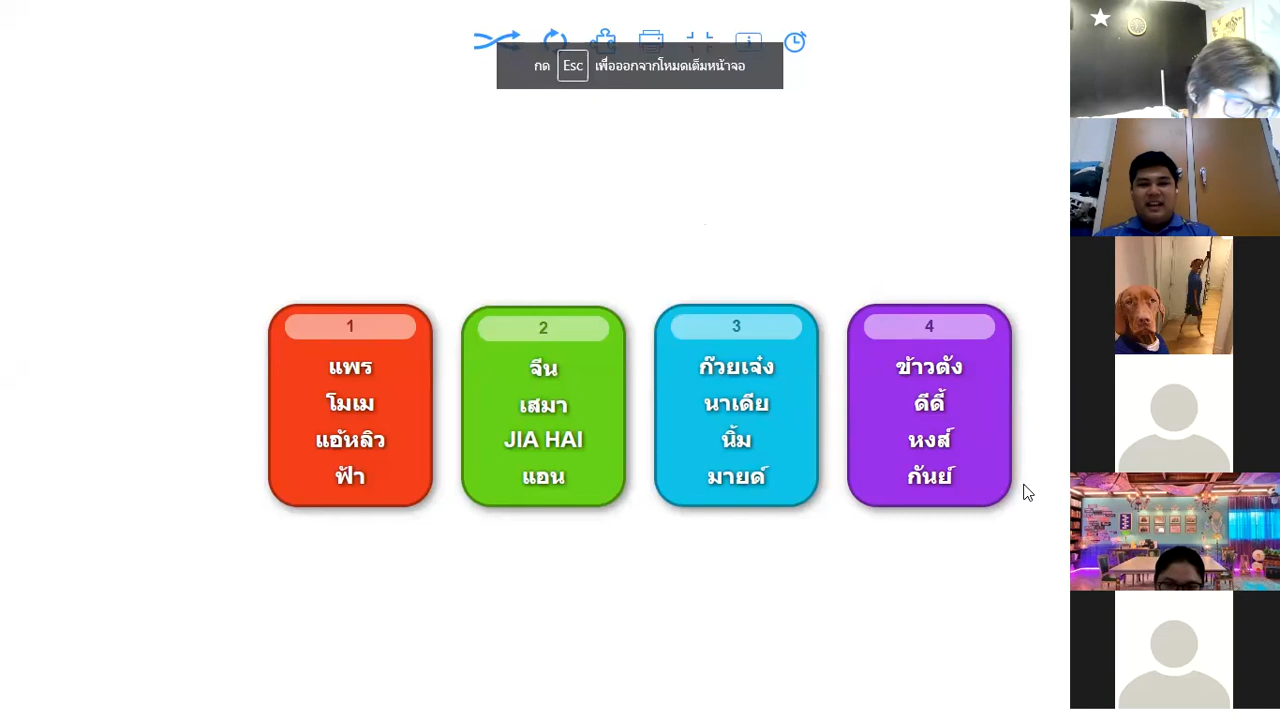 กด Esc เพื่อออกจากโหมดเต็มหน้าจอ
1
แพร
โมเม
แอ้หลิว
ฟ้า
2
จีน
เสมา
JIA HAI
แอน
3
ก๊วยเจ๋ง
นาเดีย
นิ้ม
มายด์
4
ข้าวดัง
ดีดี้
หงส์
กันย์